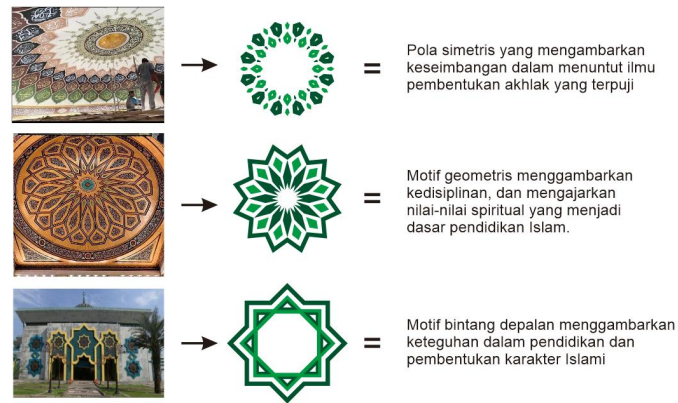 =
Pola simetris yang mengambarkan
keseimbangan dalam menuntut ilmu
pembentukan akhlak yang terpuji
=
Motif geometris menggambarkan
kedisiplinan, dan mengajarkan
nilai-nilai spiritual yang menjadi
dasar pendidikan Islam.
=
Motif bintang depalan menggambarkan
keteguhan dalam pendidikan dan
pembentukan karakter Islami